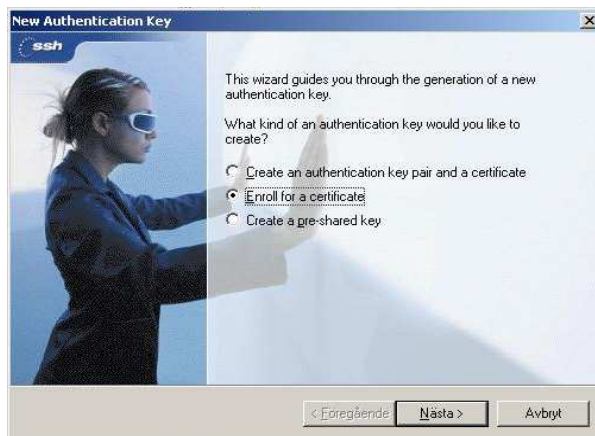 New Authentication Key
ssh
This wizard guides you through the generation of a new
authentication key.
What kind of an authentication key would you like to
create?
Create an authentication key pair and a certificate
Enroll for a certificate
Create a pre-shared key
< Föregående
Nästa >
Avbryt